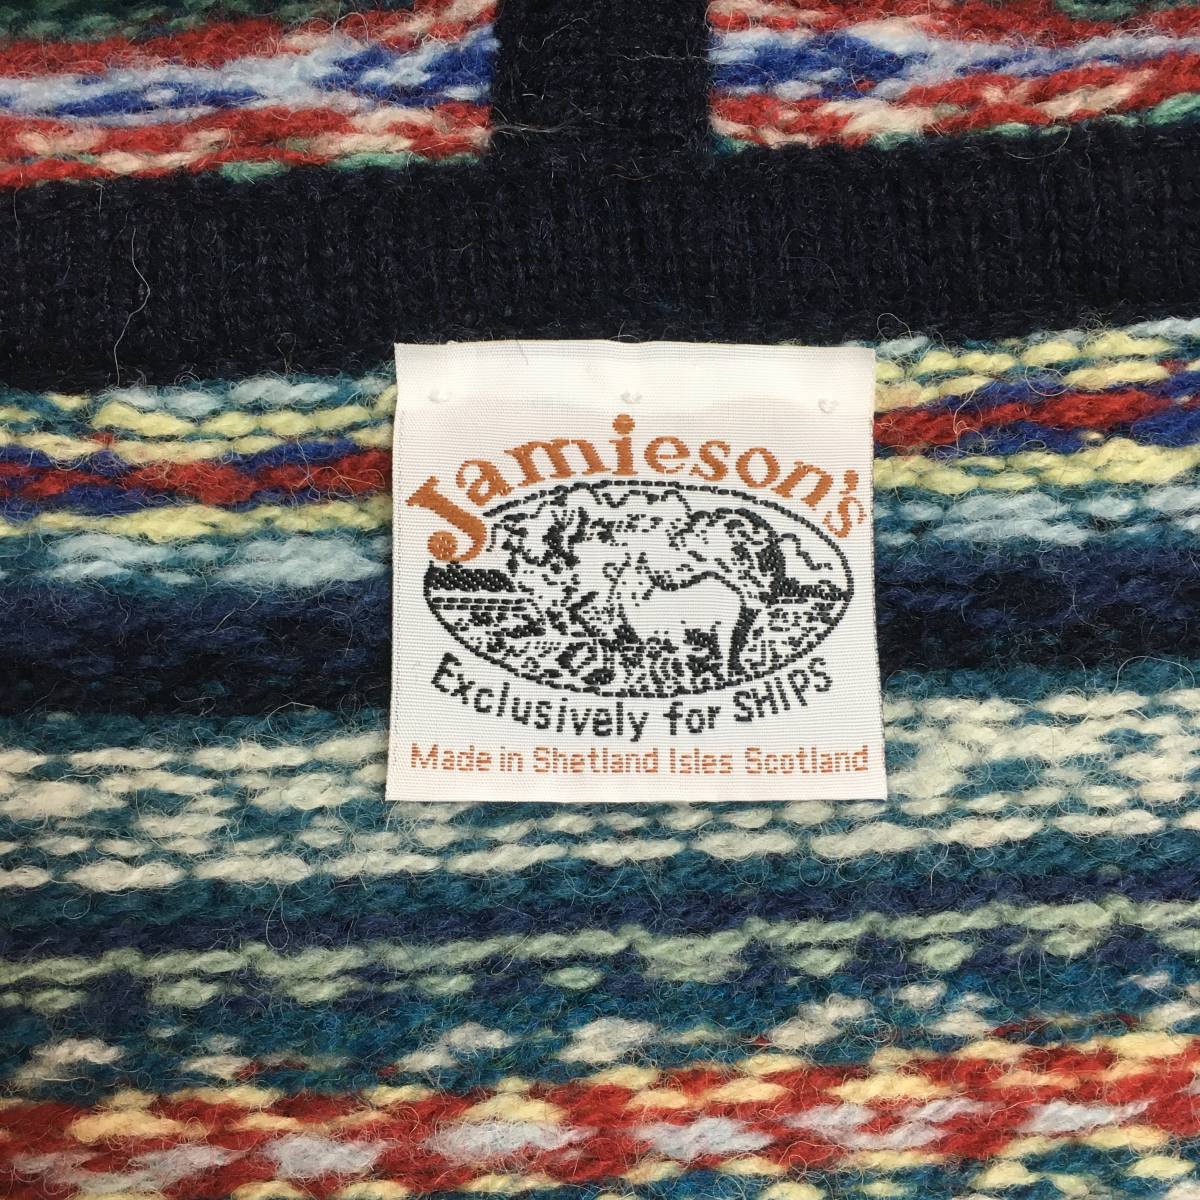 Jamieson's
Exclusively for SHIPS
Made in Shetland Isles Scotland